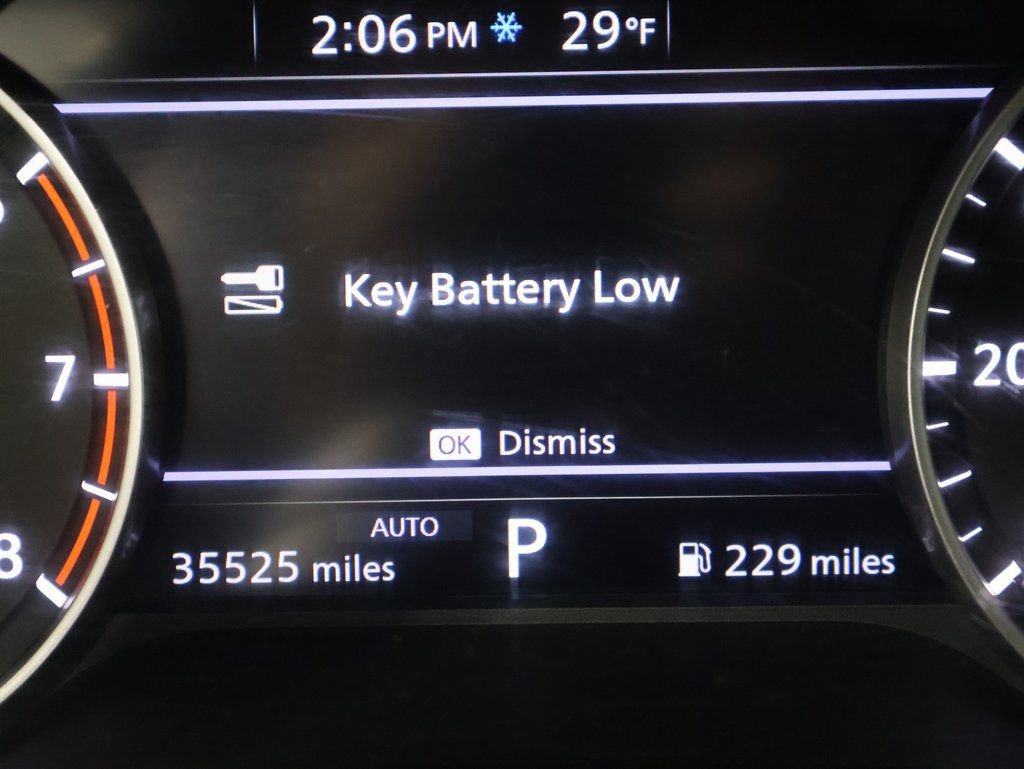 2:06 PM 29°F
Key Battery Low
7
20
OK Dismiss
AUTO
P
8
35525 miles
229 miles